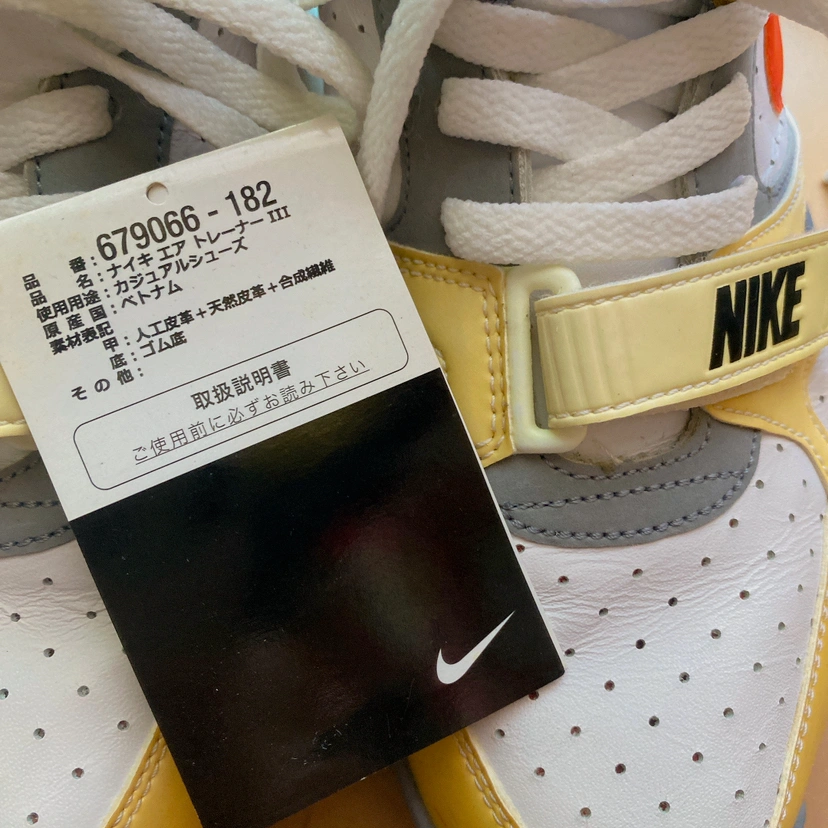 品番：679066-182
品名：ナイキ エア トレーナー III
使用用途：カジュアルシューズ
原産国：ベトナム
素材表記
甲：人工皮革+天然皮革+合成繊維
底：ゴム底
その他：
取扱説明書
ご使用前に必ずお読み下さい
NIKE